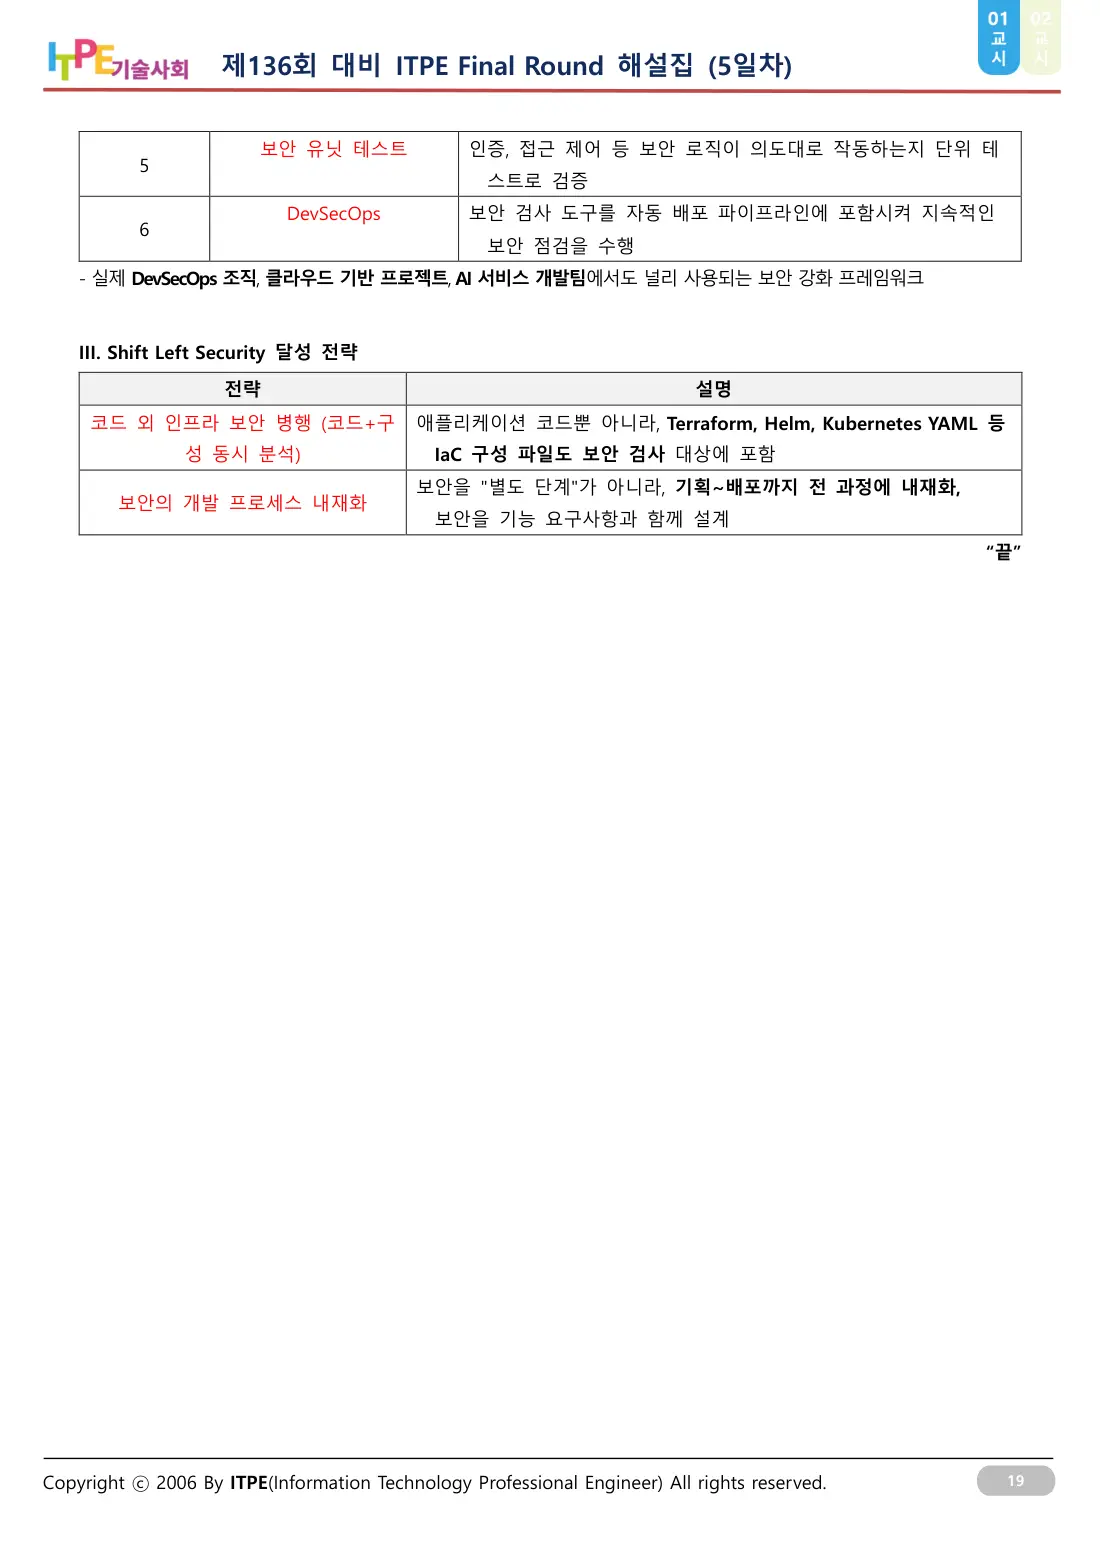 ITPE기술사회 제136회 대비 ITPE Final Round 해설집 (5일차)
01
교
시
02
교
시
5
보안 유닛 테스트
인증, 접근 제어 등 보안 로직이 의도대로 작동하는지 단위 테
스트로 검증
6
DevSecOps
보안 검사 도구를 자동 배포 파이프라인에 포함시켜 지속적인
보안 점검을 수행
- 실제 DevSecOps 조직, 클라우드 기반 프로젝트, AI 서비스 개발팀에서도 널리 사용되는 보안 강화 프레임워크
III. Shift Left Security 달성 전략
전략
설명
코드 외 인프라 보안 병행 (코드+구
성 동시 분석)
애플리케이션 코드뿐 아니라, Terraform, Helm, Kubernetes YAML 등
IaC 구성 파일도 보안 검사 대상에 포함
보안의 개발 프로세스 내재화
보안을 "별도 단계"가 아니라, 기획~배포까지 전 과정에 내재화,
보안을 기능 요구사항과 함께 설계
“끝”
Copyright ⓒ 2006 By ITPE(Information Technology Professional Engineer) All rights reserved.
19